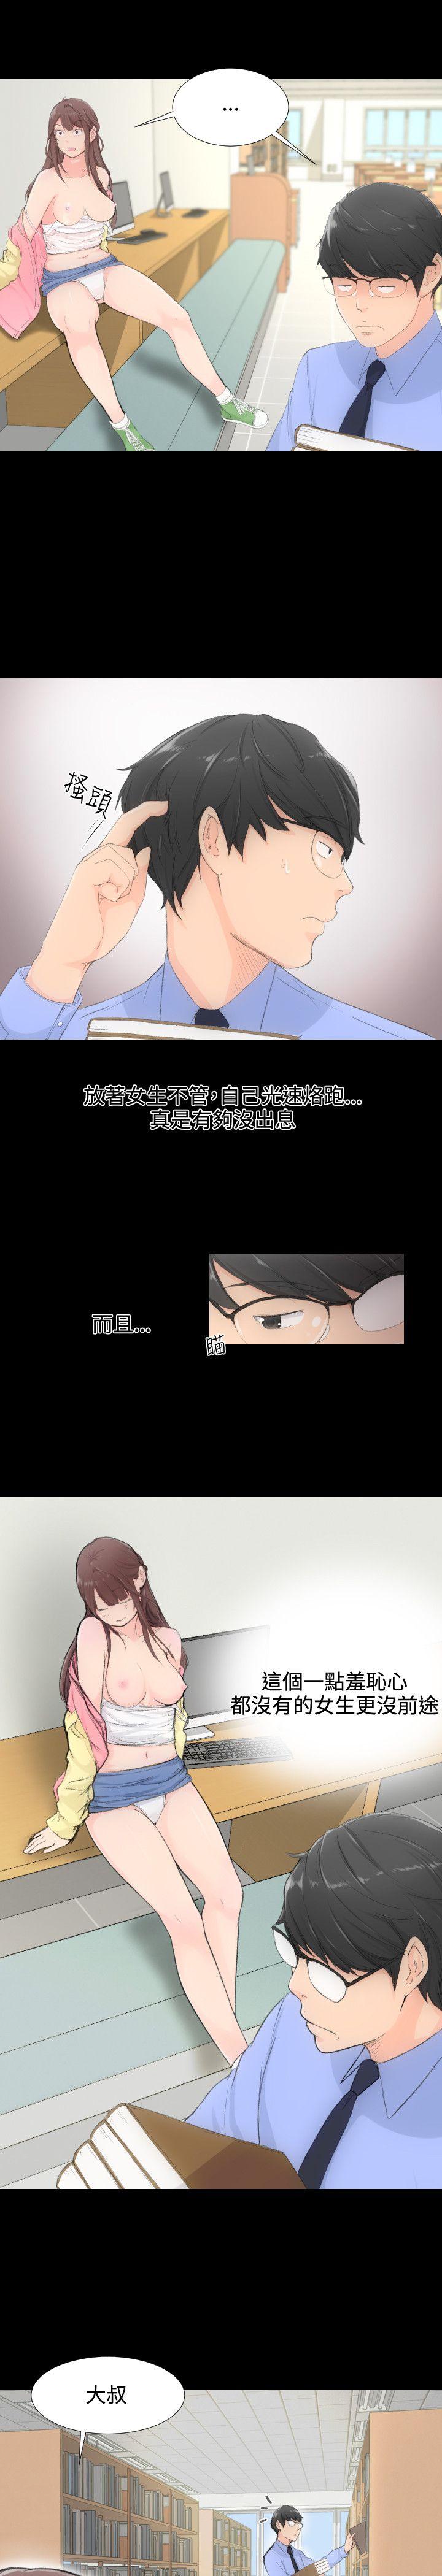 ...
搔頭
放著女生不管,自己光速烙跑...
真是有夠沒出息
而且...
瞄
這個一點羞恥心
都沒有的女生更沒前途
大叔